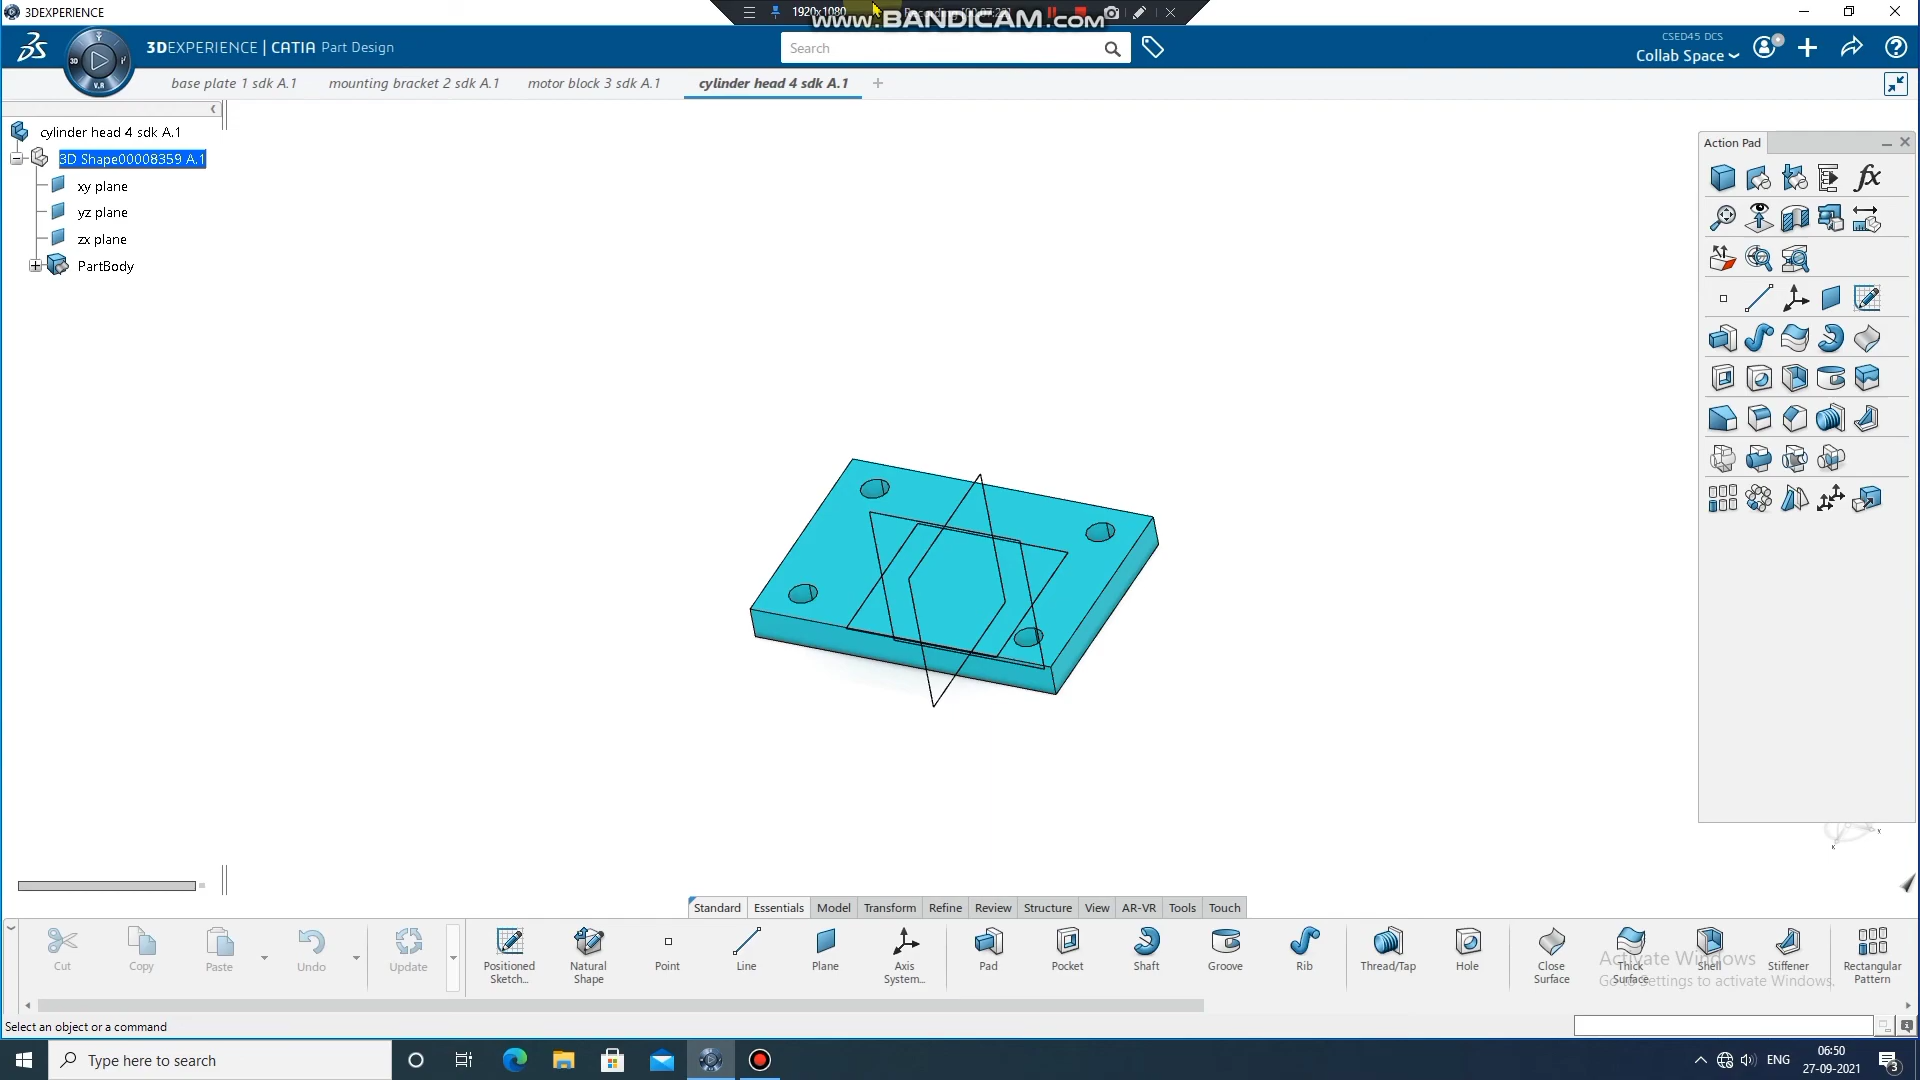 3DEXPERIENCE
1920x1080
www.BANDICAM.com
3DEXPERIENCE | CATIA Part Design
3D
V.R
Search
CSED45 DCS
Collab Space
base plate 1 sdk A.1
mounting bracket 2 sdk A.1
motor block 3 sdk A.1
cylinder head 4 sdk A.1
+
cylinder head 4 sdk A.1
3D Shape00008359 A.1
xy plane
yz plane
zx plane
PartBody
Action Pad
fx
Standard
Essentials
Model
Transform
Refine
Review
Structure
View
AR-VR
Tools
Touch
Cut
Copy
Paste
Undo
Update
Positioned Sketch...
Natural Shape
Point
Line
Plane
Axis System...
Pad
Pocket
Shaft
Groove
Rib
Thread/Tap
Hole
Close Surface
Thick Surface
Shell
Stiffener
Rectangular Pattern
Activate Windows
Go to Settings to activate Windows.
Select an object or a command
Type here to search
ENG
06:50
27-09-2021
3